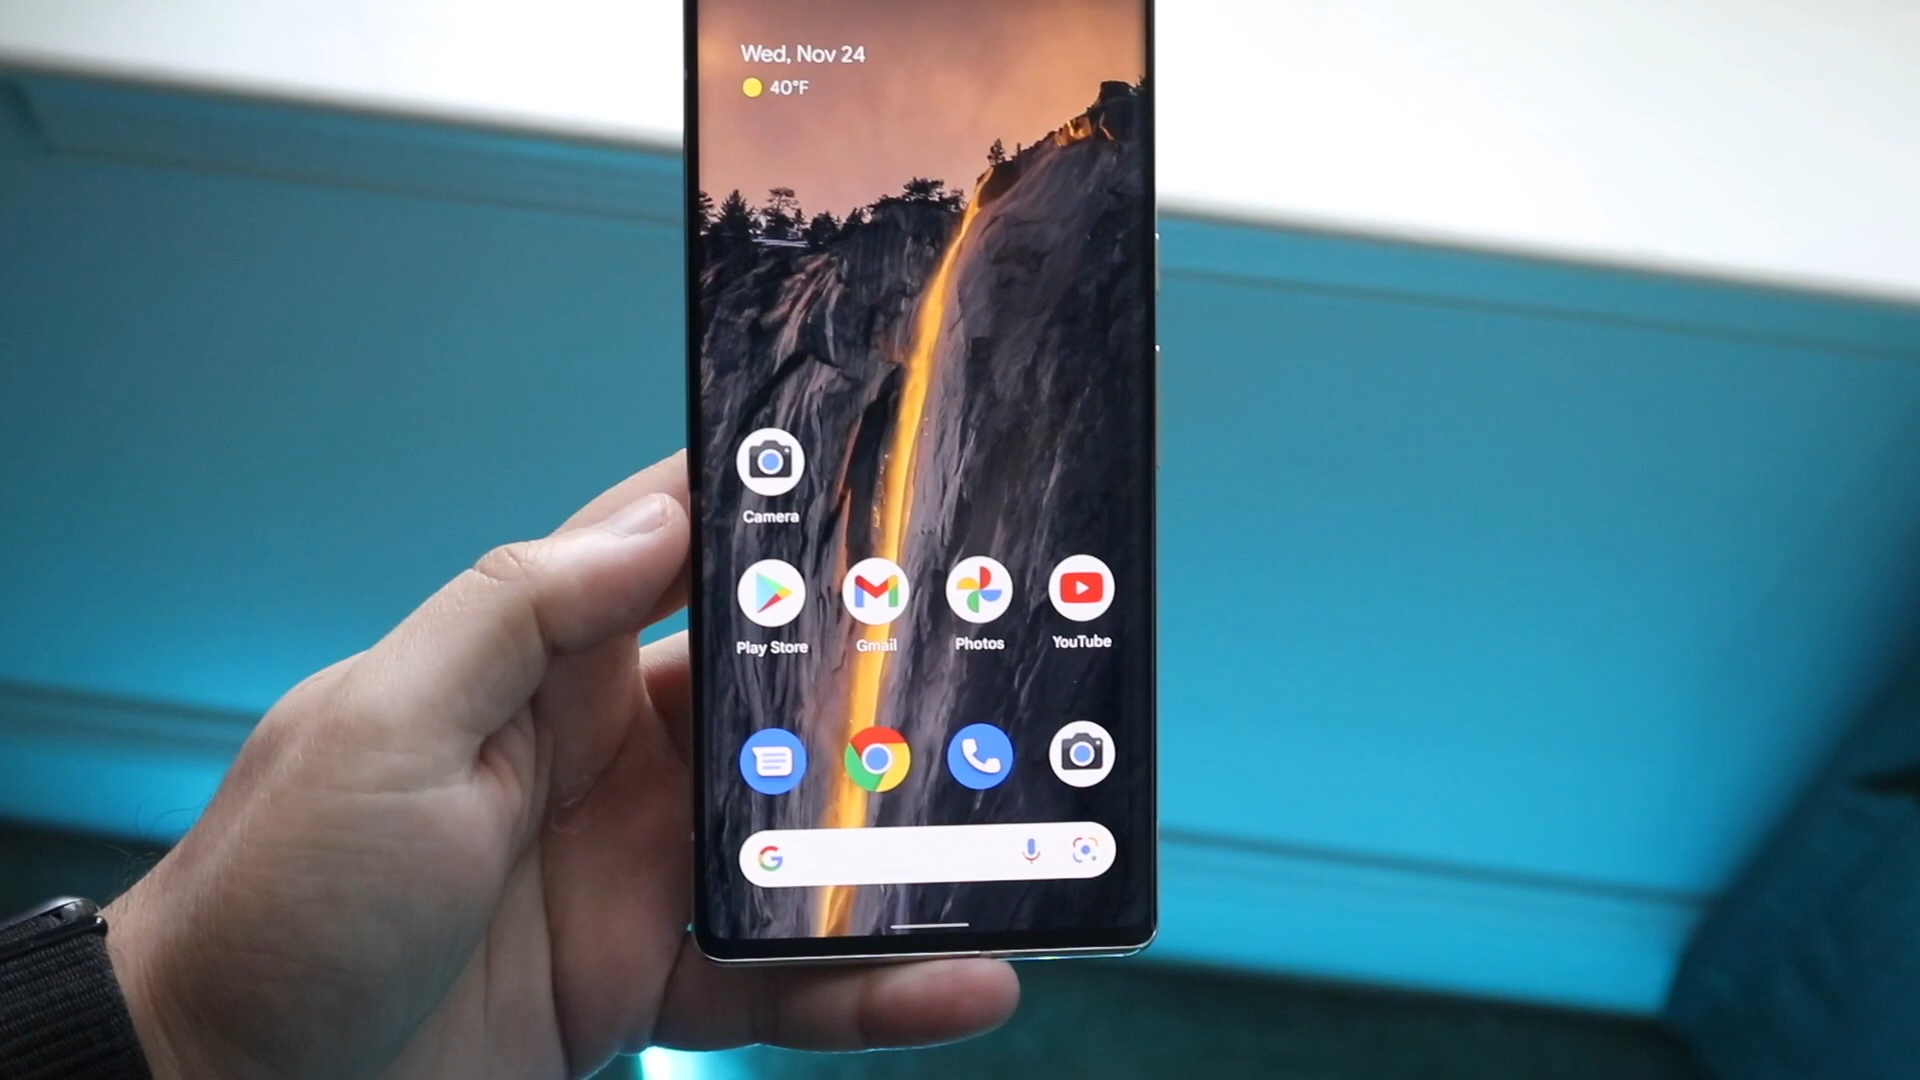 Wed, Nov 24
40°F
Camera
Play Store
Gmail
Photos
YouTube